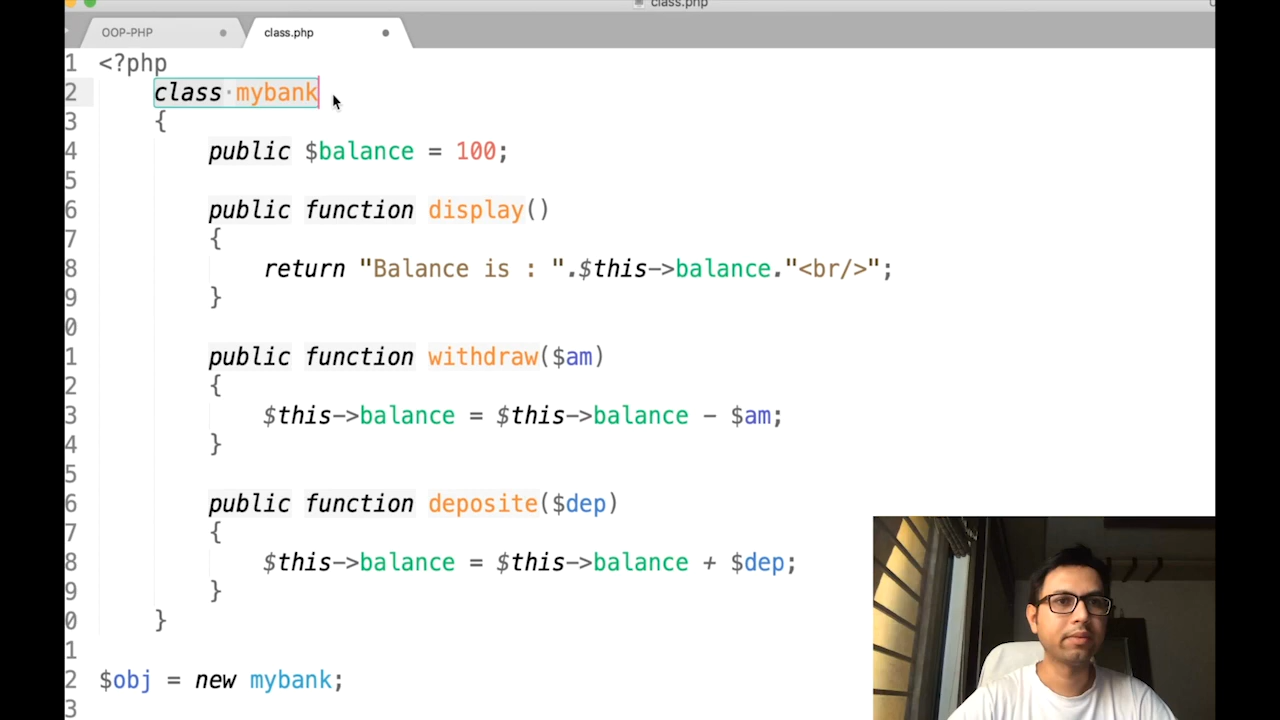 class.php
OOP-PHP
class.php
1 <?php
2 class mybank
3 {
4 public $balance = 100;
5
6 public function display()
7 {
8 return "Balance is : ".$this->balance."<br/>";
9 }
0
1 public function withdraw($am)
2 {
3 $this->balance = $this->balance - $am;
4 }
5
6 public function deposite($dep)
7 {
8 $this->balance = $this->balance + $dep;
9 }
0 }
1
2 $obj = new mybank;
3